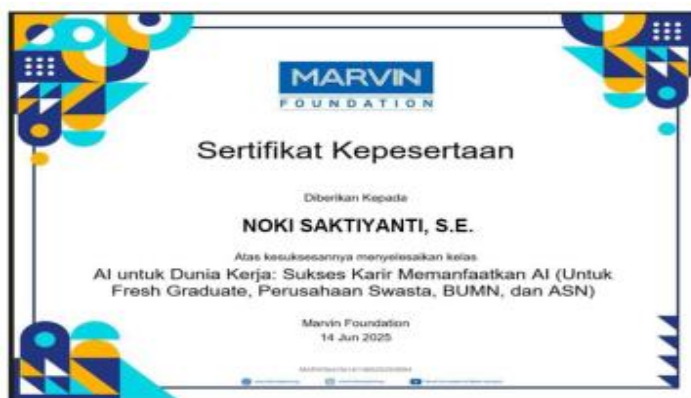 MARVIN
FOUNDATION
Sertifikat Kepesertaan
Diberikan Kepada
NOKI SAKTIYANTI, S.E.
Atas kesuksesannya menyelesaikan kelas
AI untuk Dunia Kerja: Sukses Karir Memanfaatkan AI (Untuk
Fresh Graduate, Perusahaan Swasta, BUMN, dan ASN)
Marvin Foundation
14 Jun 2025